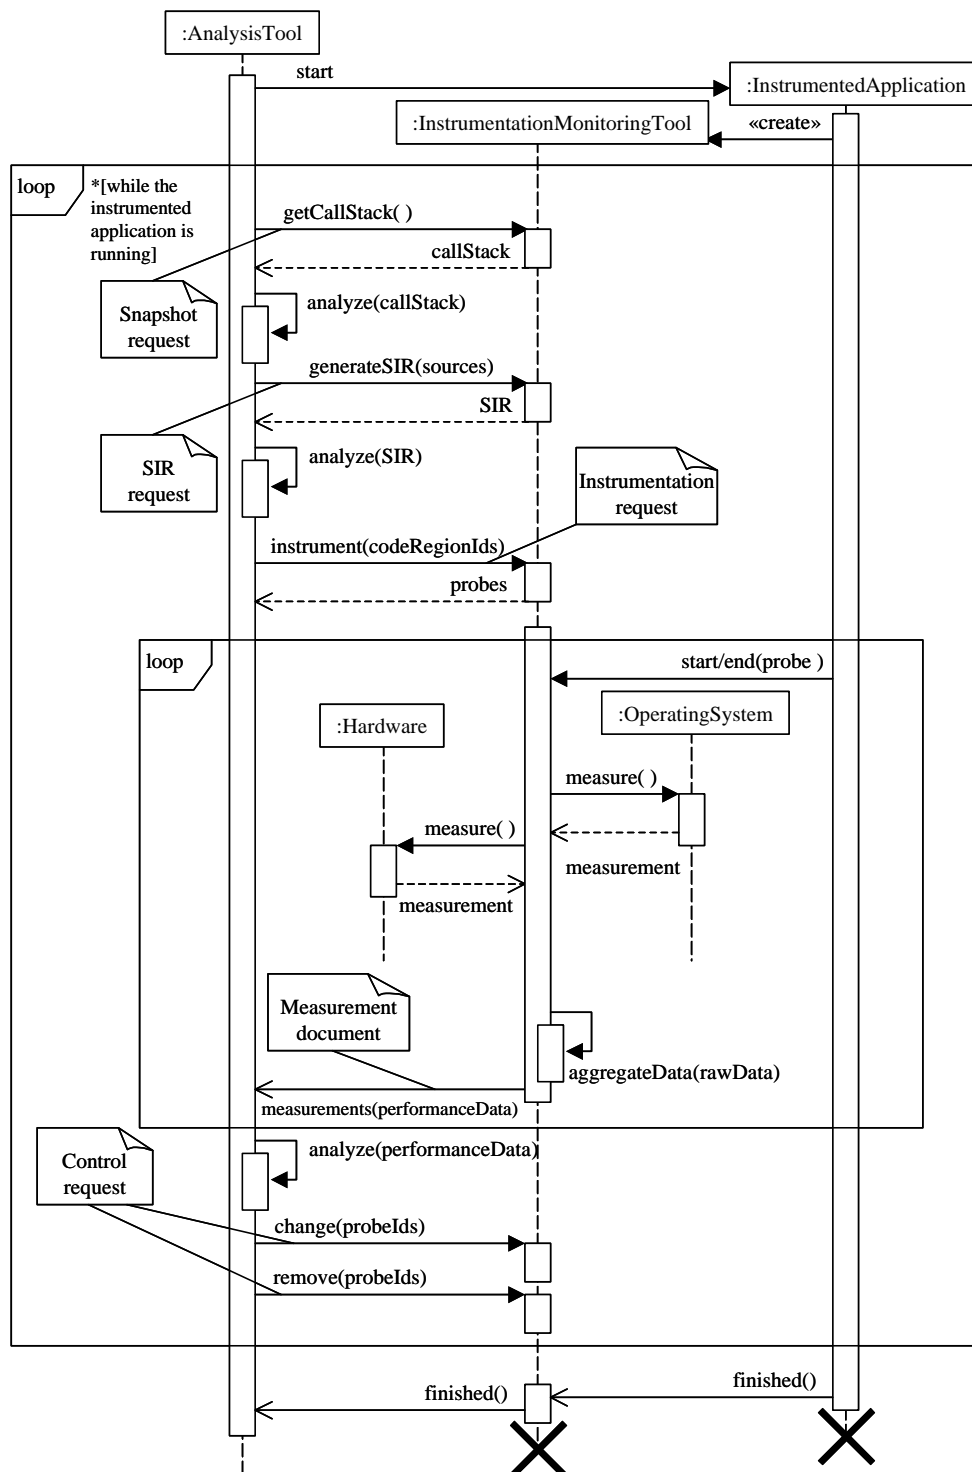 :AnalysisTool
start
:InstrumentedApplication
:InstrumentationMonitoringTool
«create»
loop
*[while the
instrumented
application is
running]
getCallStack( )
callStack
Snapshot
request
analyze(callStack)
generateSIR(sources)
SIR
SIR
request
analyze(SIR)
Instrumentation
request
instrument(codeRegionIds)
probes
loop
start/end(probe )
:Hardware
:OperatingSystem
measure( )
measure( )
measurement
measurement
Measurement
document
aggregateData(rawData)
measurements(performanceData)
Control
request
analyze(performanceData)
change(probeIds)
remove(probeIds)
finished()
finished()